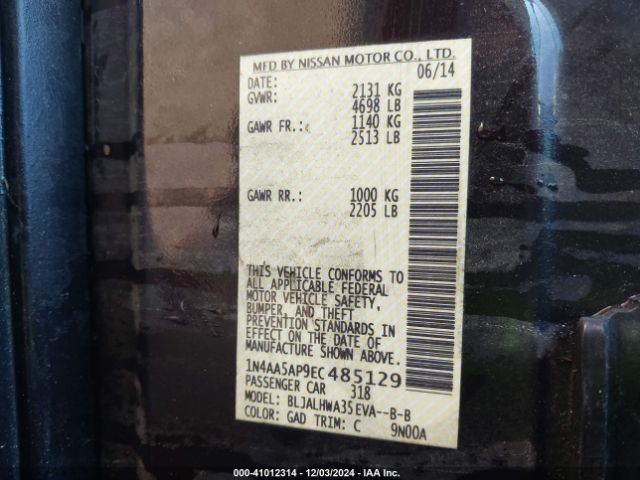 MFD BY NISSAN MOTOR CO., LTD.
DATE: 06/14
GVWR: 2131 KG
4698 LB
GAWR FR.: 1140 KG
2513 LB
GAWR RR.: 1000 KG
2205 LB
THIS VEHICLE CONFORMS TO
ALL APPLICABLE FEDERAL
MOTOR VEHICLE SAFETY,
BUMPER, AND THEFT
PREVENTION STANDARDS IN
EFFECT ON THE DATE OF
MANUFACTURE SHOWN ABOVE.
1N4AA5AP9EC485129
PASSENGER CAR 318
MODEL: BLJALHWA35EVA--B-B
COLOR: GAD TRIM: C 9N00A
000-41012314 - 12/03/2024 - IAA Inc.